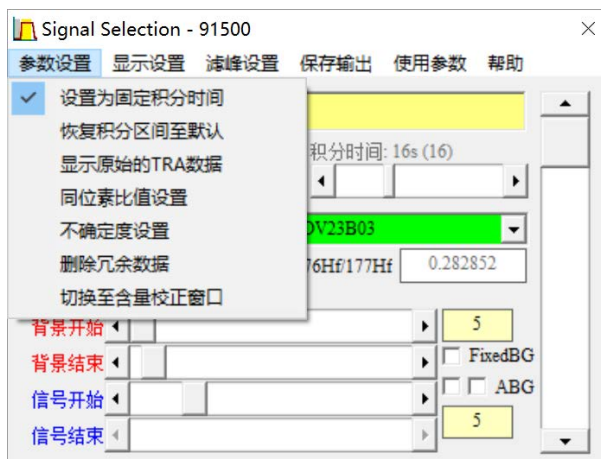 Signal Selection - 91500
参数设置 显示设置 滤峰设置 保存输出 使用参数 帮助
设置为固定积分时间
恢复积分区间至默认
积分时间: 16s (16)
显示原始的TRA数据
同位素比值设置
不确定度设置
DV23B03
删除冗余数据
76Hf/177Hf 0.282852
切换至含量校正窗口
背景开始 5
背景结束 FixedBG
信号开始 ABG
信号结束 5